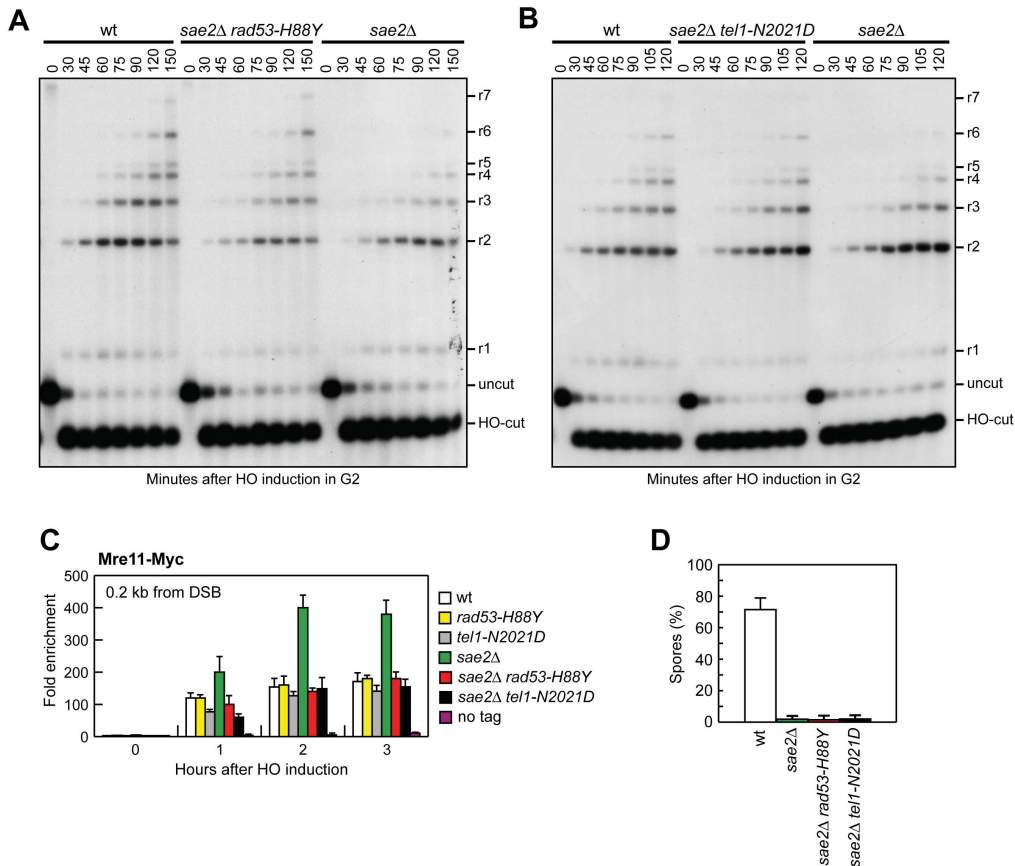 A
wt
sae2Δ rad53-H88Y
sae2Δ
0 30 45 60 75 90 120 150
0 30 45 60 75 90 120 150
0 30 45 60 75 90 120 150
r7
r6
r5
r4
r3
r2
r1
uncut
HO-cut
Minutes after HO induction in G2
B
wt
sae2Δ tel1-N2021D
sae2Δ
0 30 45 60 75 90 105 120
0 30 45 60 75 90 105 120
0 30 45 60 75 90 105 120
r7
r6
r5
r4
r3
r2
r1
uncut
HO-cut
Minutes after HO induction in G2
C
Mre11-Myc
0.2 kb from DSB
Fold enrichment
500
400
300
200
100
0
0 1 2 3
Hours after HO induction
wt
rad53-H88Y
tel1-N2021D
sae2Δ
sae2Δ rad53-H88Y
sae2Δ tel1-N2021D
no tag
D
Spores (%)
100
80
60
40
20
0
wt
sae2Δ
sae2Δ rad53-H88Y
sae2Δ tel1-N2021D